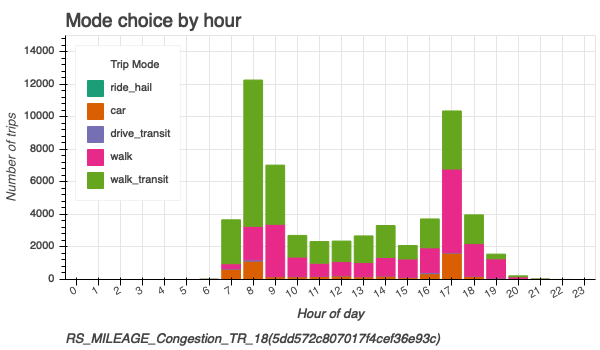 Mode choice by hour
Number of trips
14000
12000
10000
8000
6000
4000
2000
0
Trip Mode
ride_hail
car
drive_transit
walk
walk_transit
0 1 2 3 4 5 6 7 8 9 10 11 12 13 14 15 16 17 18 19 20 21 22 23
Hour of day
RS_MILEAGE_Congestion_TR_18(5dd572c807017f4cef36e93c)